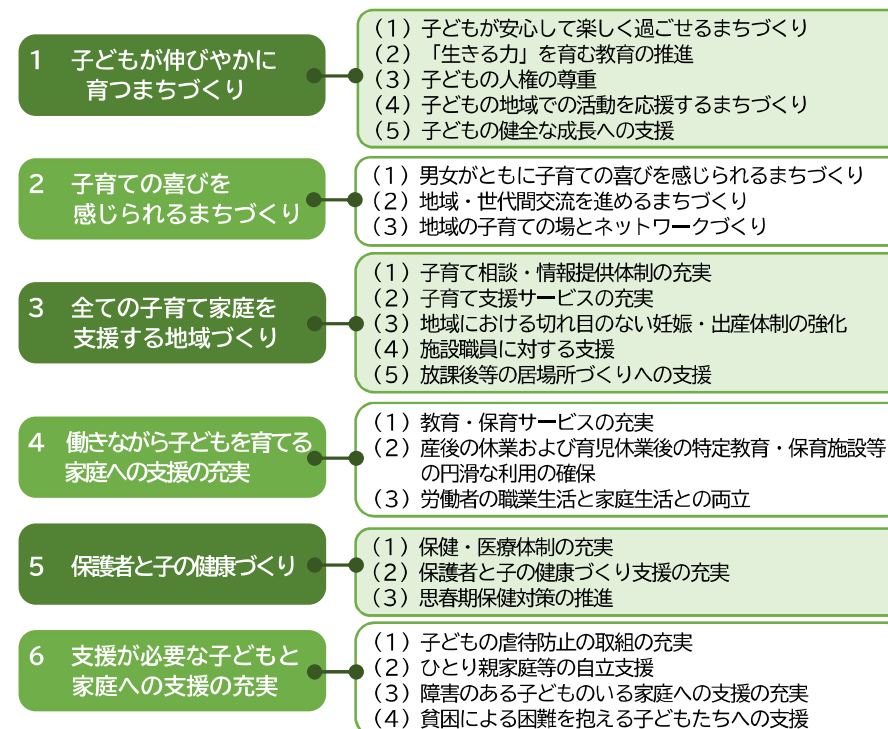 1 子どもが伸びやかに
育つまちづくり
(1)子どもが安心して楽しく過ごせるまちづくり
(2)「生きる力」を育む教育の推進
(3)子どもの人権の尊重
(4)子どもの地域での活動を応援するまちづくり
(5)子どもの健全な成長への支援
2 子育ての喜びを
感じられるまちづくり
(1)男女がともに子育ての喜びを感じられるまちづくり
(2)地域・世代間交流を進めるまちづくり
(3)地域の子育ての場とネットワークづくり
3 全ての子育て家庭を
支援する地域づくり
(1)子育て相談・情報提供体制の充実
(2)子育て支援サービスの充実
(3)地域における切れ目のない妊娠・出産体制の強化
(4)施設職員に対する支援
(5)放課後等の居場所づくりへの支援
4 働きながら子どもを育てる
家庭への支援の充実
(1)教育・保育サービスの充実
(2)産後の休業および育児休業後の特定教育・保育施設等
の円滑な利用の確保
(3)労働者の職業生活と家庭生活との両立
5 保護者と子の健康づくり
(1)保健・医療体制の充実
(2)保護者と子の健康づくり支援の充実
(3)思春期保健対策の推進
6 支援が必要な子どもと
家庭への支援の充実
(1)子どもの虐待防止の取組の充実
(2)ひとり親家庭等の自立支援
(3)障害のある子どものいる家庭への支援の充実
(4)貧困による困難を抱える子どもたちへの支援